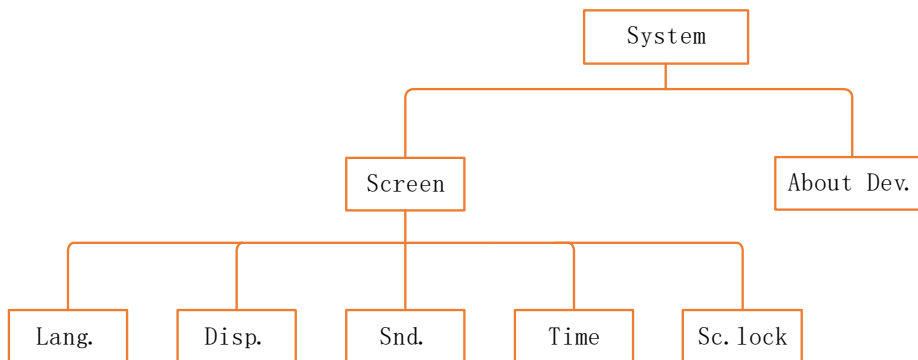 System
Screen
About Dev.
Lang.
Disp.
Snd.
Time
Sc.lock